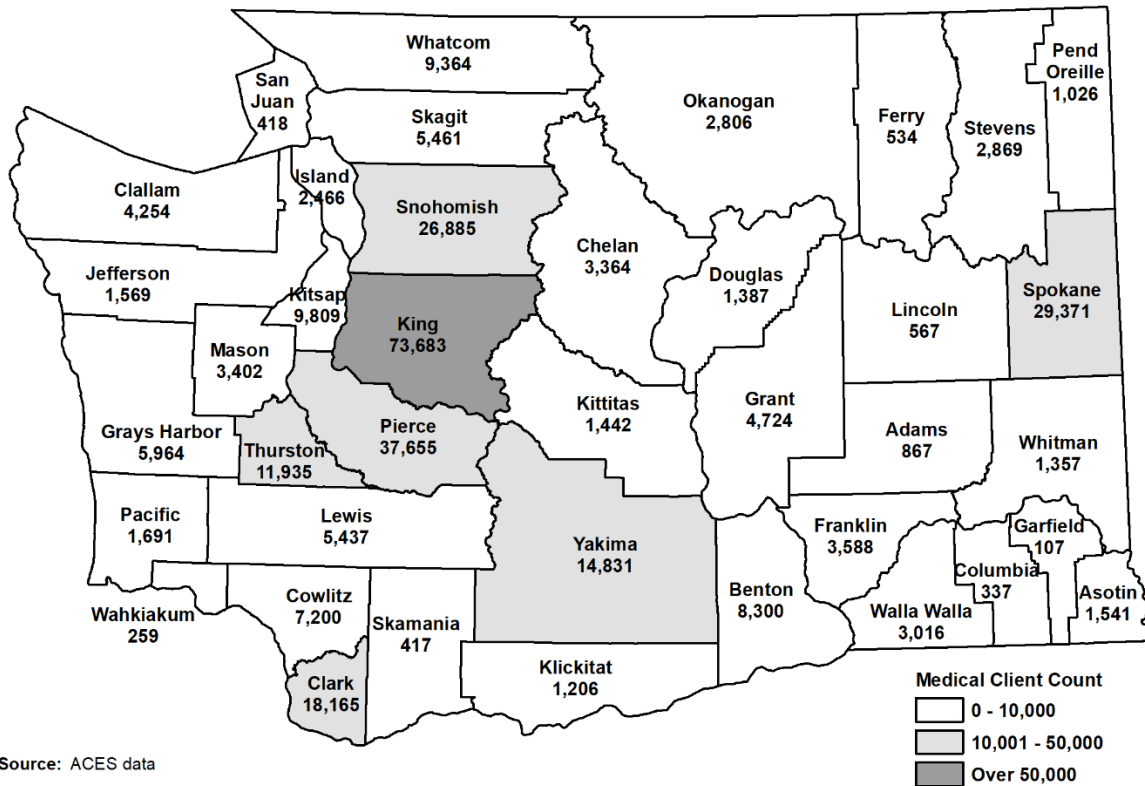 Whatcom
9,364
San
Juan
418
Skagit
5,461
Okanogan
2,806
Ferry
534
Stevens
2,869
Pend
Oreille
1,026
Clallam
4,254
Island
2,466
Snohomish
26,885
Chelan
3,364
Douglas
1,387
Jefferson
1,569
Kitsap
9,809
King
73,683
Lincoln
567
Spokane
29,371
Mason
3,402
Kittitas
1,442
Grant
4,724
Grays Harbor
5,964
Thurston
11,935
Pierce
37,655
Adams
867
Whitman
1,357
Pacific
1,691
Lewis
5,437
Yakima
14,831
Franklin
3,588
Garfield
107
Columbia
337
Wahkiakum
259
Cowlitz
7,200
Skamania
417
Benton
8,300
Walla Walla
3,016
Asotin
1,541
Clark
18,165
Klickitat
1,206
Medical Client Count
0 - 10,000
10,001 - 50,000
Over 50,000
Source: ACES data